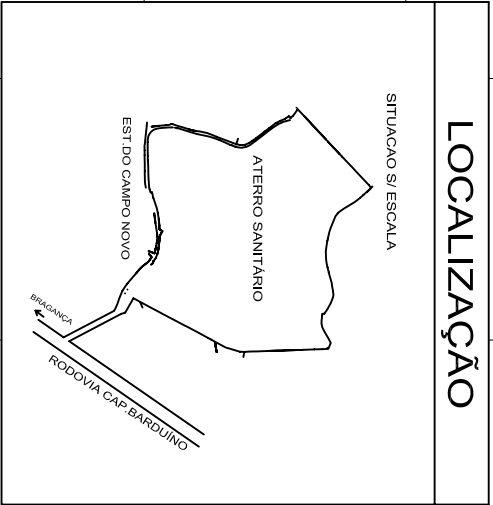 LOCALIZAÇÃO
SITUACAO S/ ESCALA
ATERRO SANITÁRIO
EST.DO CAMPO NOVO
BRAGANÇA
RODOVIA CAP.BARDUÍNO